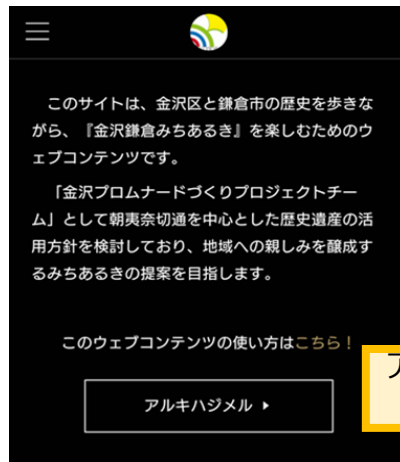 このサイトは、金沢区と鎌倉市の歴史を歩きな
がら、『金沢鎌倉みちあるき』を楽しむためのウ
ェブコンテンツです。
「金沢プロムナードづくりプロジェクトチー
ム」として朝夷奈切通を中心とした歴史遺産の活
用方針を検討しており、地域への親しみを醸成す
るみちあるきの提案を目指します。
このウェブコンテンツの使い方はこちら！
アルキハジメル ▶